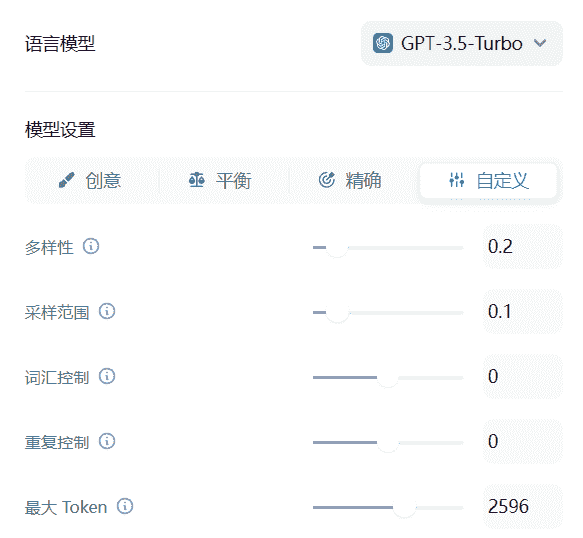 语言模型 GPT-3.5-Turbo
模型设置
创意 平衡 精确 自定义
多样性 0.2
采样范围 0.1
词汇控制 0
重复控制 0
最大 Token 2596